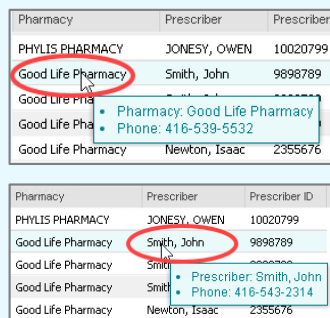 Pharmacy Prescriber Prescriber
PHYLIS PHARMACY JONESY, OWEN 10020799
Good Life Pharmacy Smith, John 9898789
Good Life
Good Life
Good Life Pharmacy Newton, Isaac 2355676
• Pharmacy: Good Life Pharmacy
• Phone: 416-539-5532
Pharmacy Prescriber Prescriber ID
PHYLIS PHARMACY JONESY, OWEN 10020799
Good Life Pharmacy Smith, John 9898789
Good Life Pharmacy
Good Life Pharmacy
Good Life Pharmacy Newton, Isaac 2355676
• Prescriber: Smith, John
• Phone: 416-543-2314